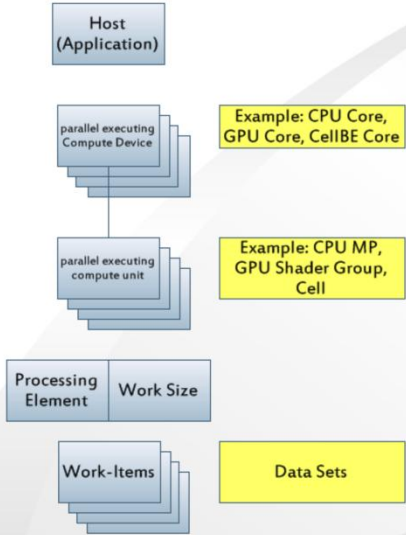 Host
(Application)
parallel executing
Compute Device
Example: CPU Core,
GPU Core, CellBE Core
parallel executing
compute unit
Example: CPU MP,
GPU Shader Group,
Cell
Processing
Element
Work Size
Work-Items
Data Sets